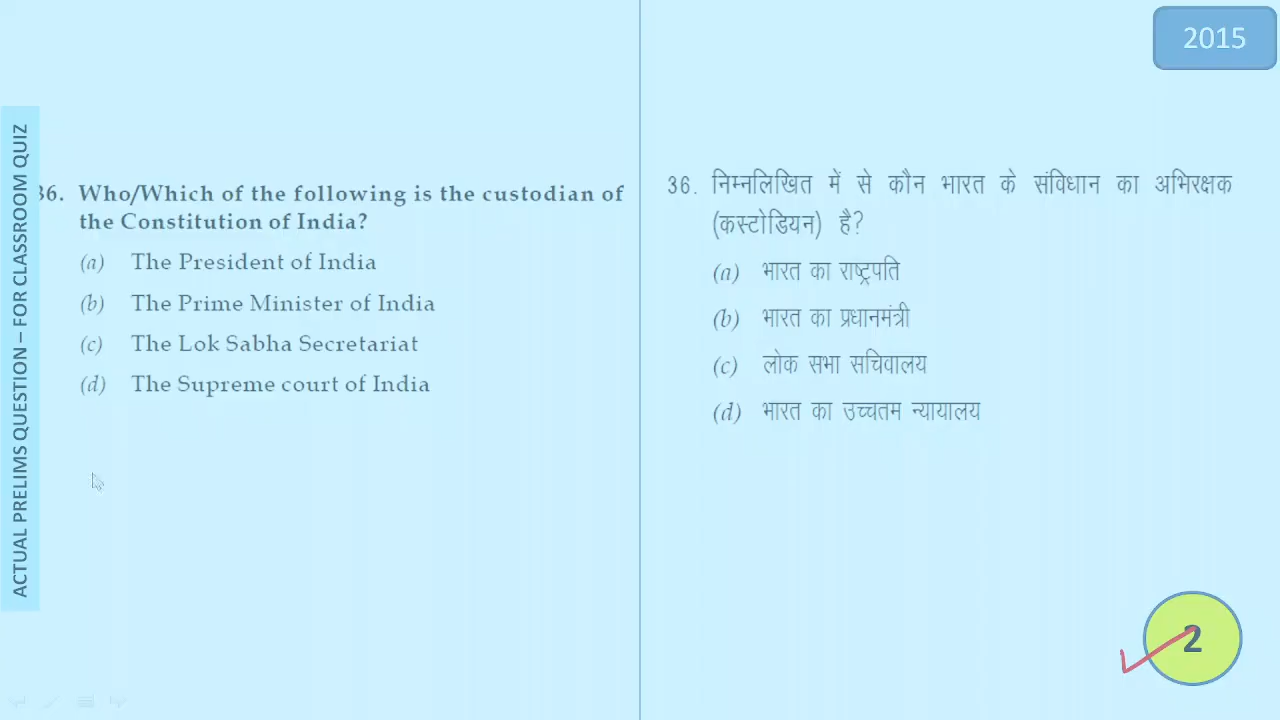 2015
ACTUAL PRELIMS QUESTION – FOR CLASSROOM QUIZ
36. Who/Which of the following is the custodian of
the Constitution of India?
(a) The President of India
(b) The Prime Minister of India
(c) The Lok Sabha Secretariat
(d) The Supreme court of India
36. निम्नलिखित में से कौन भारत के संविधान का अभिरक्षक
(कस्टोडियन) है?
(a) भारत का राष्ट्रपति
(b) भारत का प्रधानमंत्री
(c) लोक सभा सचिवालय
(d) भारत का उच्चतम न्यायालय
2